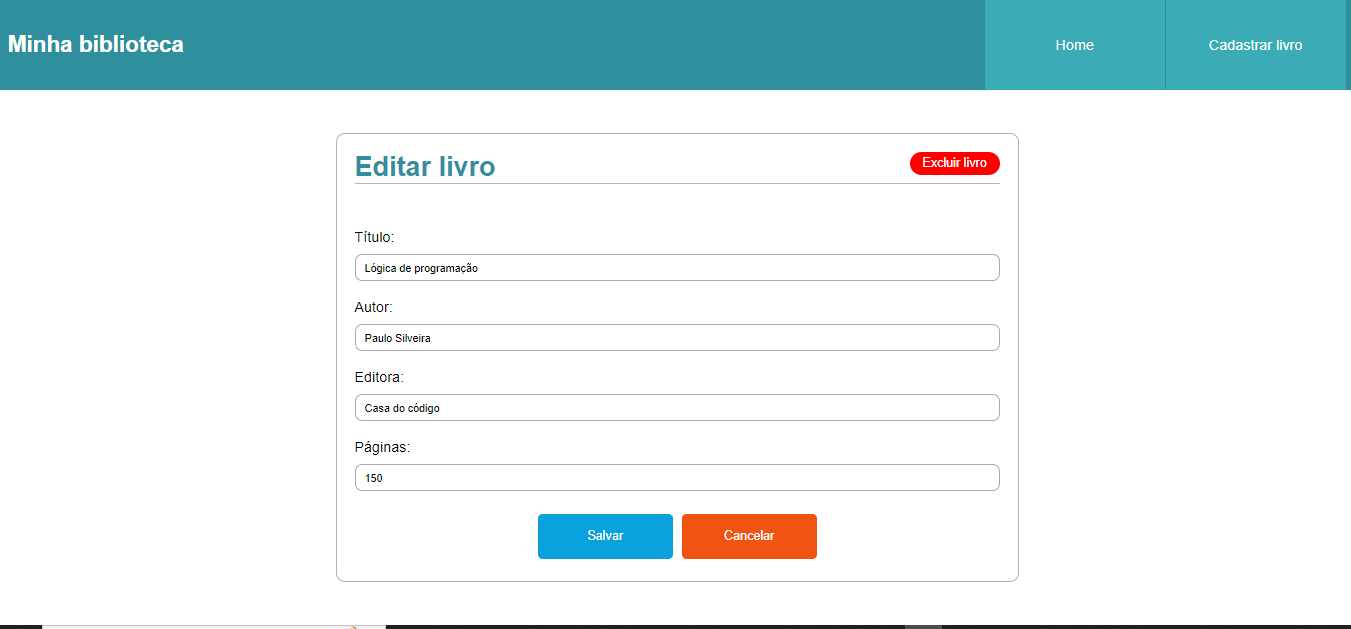 Minha biblioteca
Home
Cadastrar livro
Editar livro
Excluir livro
Título:
Lógica de programação
Autor:
Paulo Silveira
Editora:
Casa do código
Páginas:
150
Salvar
Cancelar